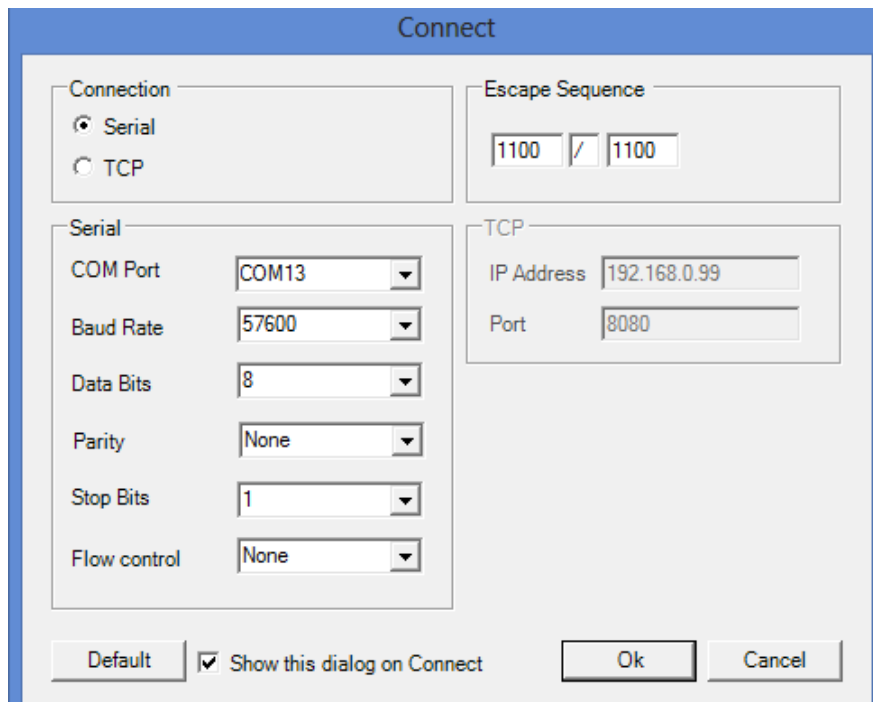 Connect
Connection
Serial
TCP
Escape Sequence
1100 / 1100
Serial
COM Port COM13
Baud Rate 57600
Data Bits 8
Parity None
Stop Bits 1
Flow control None
TCP
IP Address 192.168.0.99
Port 8080
Default Show this dialog on Connect Ok Cancel